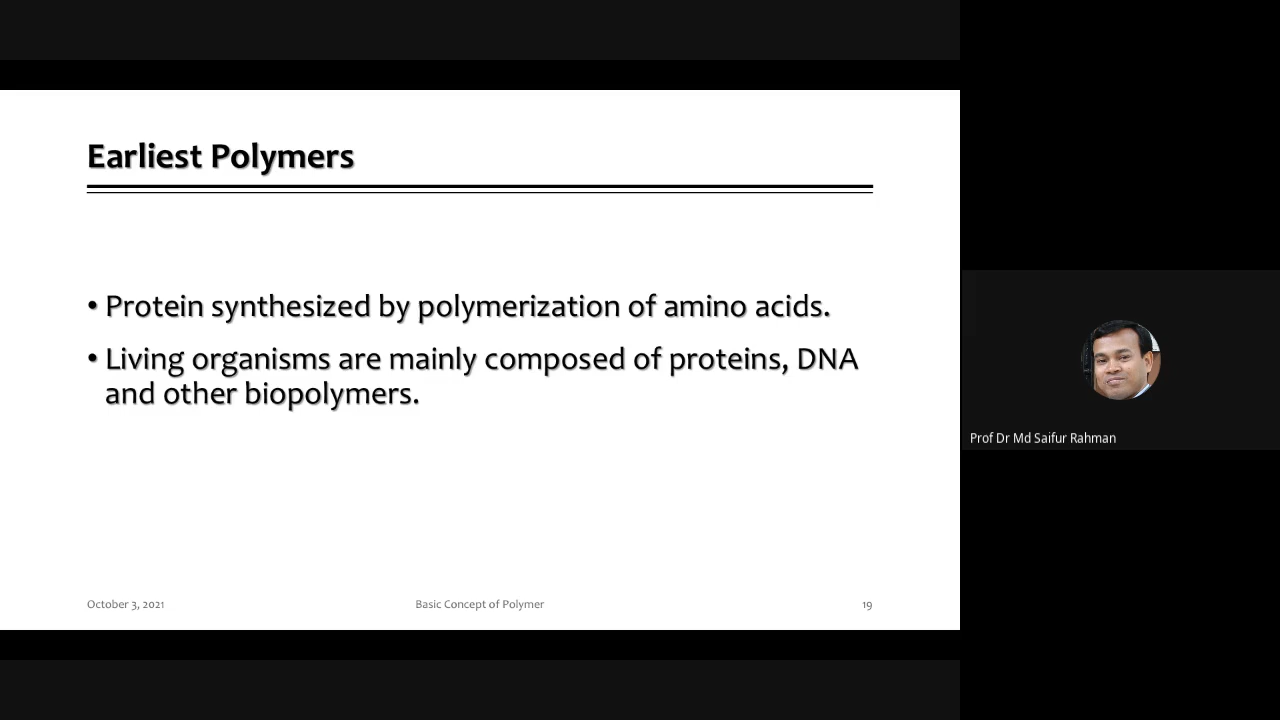 Earliest Polymers
• Protein synthesized by polymerization of amino acids.
• Living organisms are mainly composed of proteins, DNA
and other biopolymers.
October 3, 2021
Basic Concept of Polymer
19
Prof Dr Md Saifur Rahman